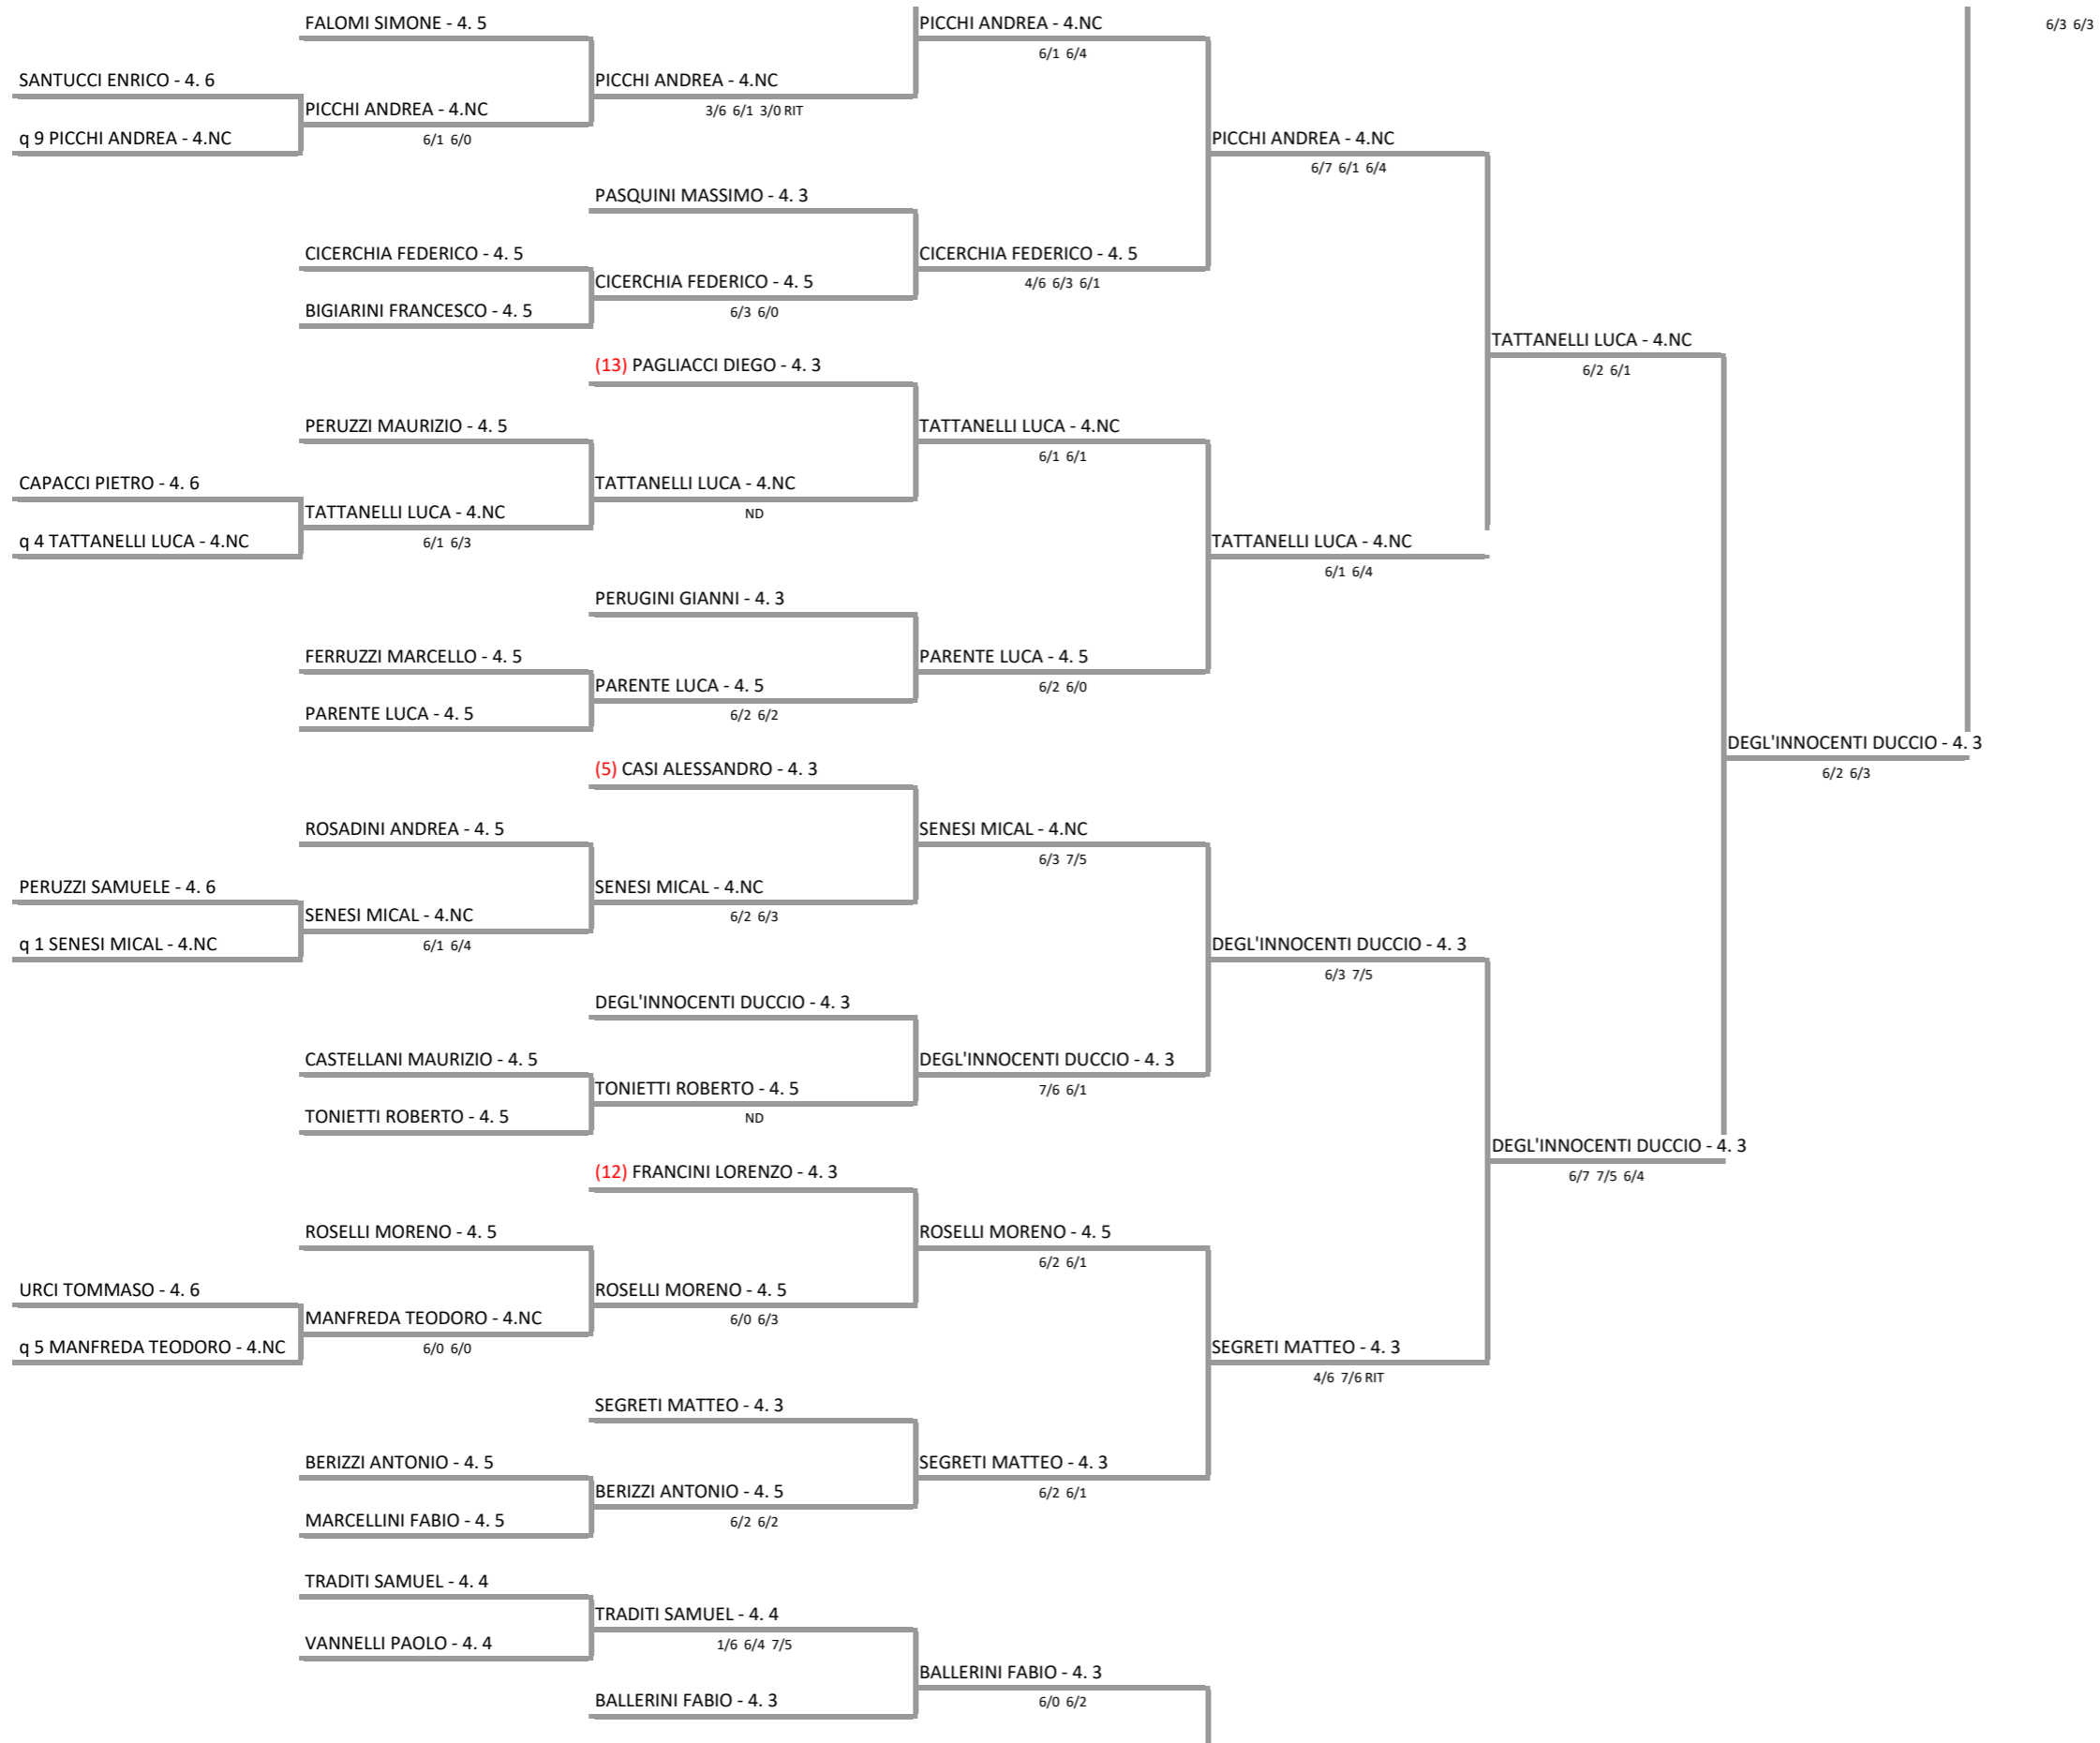 FALOMI SIMONE - 4. 5
PICCHI ANDREA - 4.NC
6/3 6/3
6/1 6/4
SANTUCCI ENRICO - 4. 6
PICCHI ANDREA - 4.NC
PICCHI ANDREA - 4.NC
3/6 6/1 3/0 RIT
q 9 PICCHI ANDREA - 4.NC
6/1 6/0
PICCHI ANDREA - 4.NC
6/7 6/1 6/4
PASQUINI MASSIMO - 4. 3
CICERCHIA FEDERICO - 4. 5
CICERCHIA FEDERICO - 4. 5
CICERCHIA FEDERICO - 4. 5
4/6 6/3 6/1
BIGIARINI FRANCESCO - 4. 5
6/3 6/0
TATTANELLI LUCA - 4.NC
6/2 6/1
(13) PAGLIACCI DIEGO - 4. 3
PERUZZI MAURIZIO - 4. 5
TATTANELLI LUCA - 4.NC
6/1 6/1
CAPACCI PIETRO - 4. 6
TATTANELLI LUCA - 4.NC
TATTANELLI LUCA - 4.NC
ND
q 4 TATTANELLI LUCA - 4.NC
6/1 6/3
TATTANELLI LUCA - 4.NC
6/1 6/4
PERUGINI GIANNI - 4. 3
FERRUZZI MARCELLO - 4. 5
PARENTE LUCA - 4. 5
PARENTE LUCA - 4. 5
6/2 6/0
PARENTE LUCA - 4. 5
6/2 6/2
DEGL'INNOCENTI DUCCIO - 4. 3
6/2 6/3
(5) CASI ALESSANDRO - 4. 3
ROSADINI ANDREA - 4. 5
SENESI MICAL - 4.NC
6/3 7/5
PERUZZI SAMUELE - 4. 6
SENESI MICAL - 4.NC
SENESI MICAL - 4.NC
6/2 6/3
q 1 SENESI MICAL - 4.NC
6/1 6/4
DEGL'INNOCENTI DUCCIO - 4. 3
6/3 7/5
DEGL'INNOCENTI DUCCIO - 4. 3
CASTELLANI MAURIZIO - 4. 5
DEGL'INNOCENTI DUCCIO - 4. 3
TONIETTI ROBERTO - 4. 5
7/6 6/1
TONIETTI ROBERTO - 4. 5
ND
DEGL'INNOCENTI DUCCIO - 4. 3
6/7 7/5 6/4
(12) FRANCINI LORENZO - 4. 3
ROSELLI MORENO - 4. 5
ROSELLI MORENO - 4. 5
6/2 6/1
URCI TOMMASO - 4. 6
ROSELLI MORENO - 4. 5
MANFREDA TEODORO - 4.NC
6/0 6/3
q 5 MANFREDA TEODORO - 4.NC
6/0 6/0
SEGRETI MATTEO - 4. 3
4/6 7/6 RIT
SEGRETI MATTEO - 4. 3
BERIZZI ANTONIO - 4. 5
SEGRETI MATTEO - 4. 3
BERIZZI ANTONIO - 4. 5
6/2 6/1
MARCELLINI FABIO - 4. 5
6/2 6/2
TRADITI SAMUEL - 4. 4
TRADITI SAMUEL - 4. 4
VANNELLI PAOLO - 4. 4
1/6 6/4 7/5
BALLERINI FABIO - 4. 3
BALLERINI FABIO - 4. 3
6/0 6/2